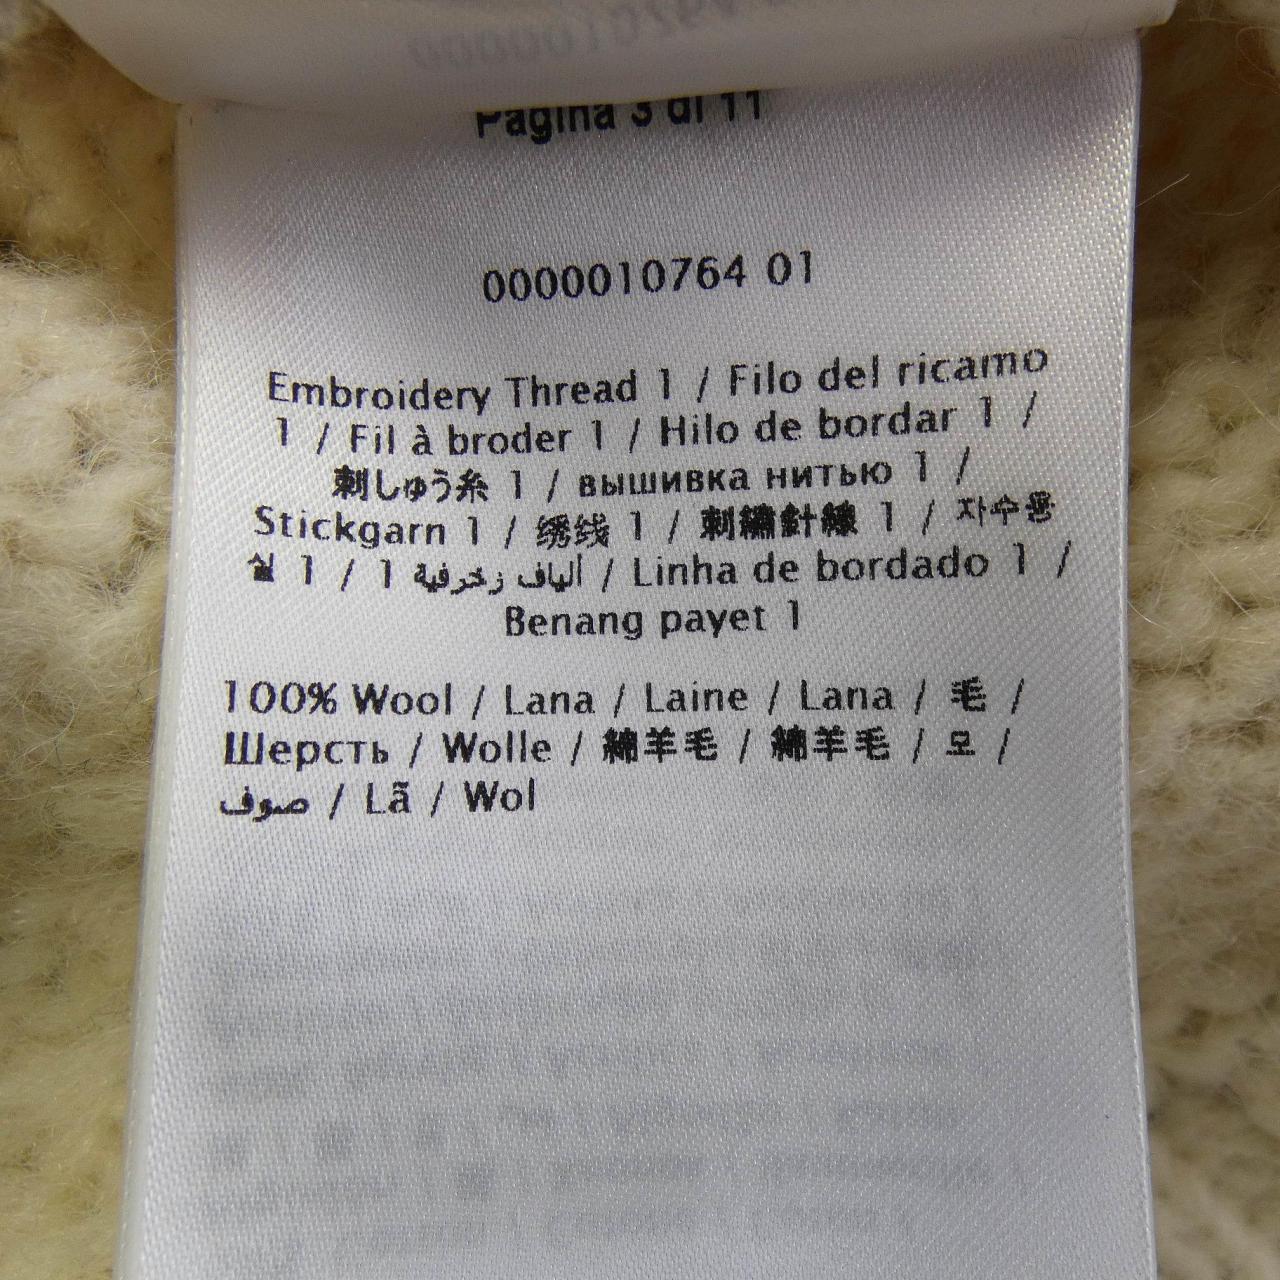 Pagina 3 di 11
0000010764 01
Embroidery Thread 1 / Filo del ricamo
1 / Fil à broder 1 / Hilo de bordar 1 /
刺しゅう糸 1 / вышивка нитью 1 /
Stickgarn 1 / 绣线 1 / 刺繡針線 1 / 자수용
실 1 / 1 ألياف زخرفية / Linha de bordado 1 /
Benang payet 1
100% Wool / Lana / Laine / Lana / 毛 /
Шерсть / Wolle / 綿羊毛 / 綿羊毛 / 모 /
صوف / Lã / Wol